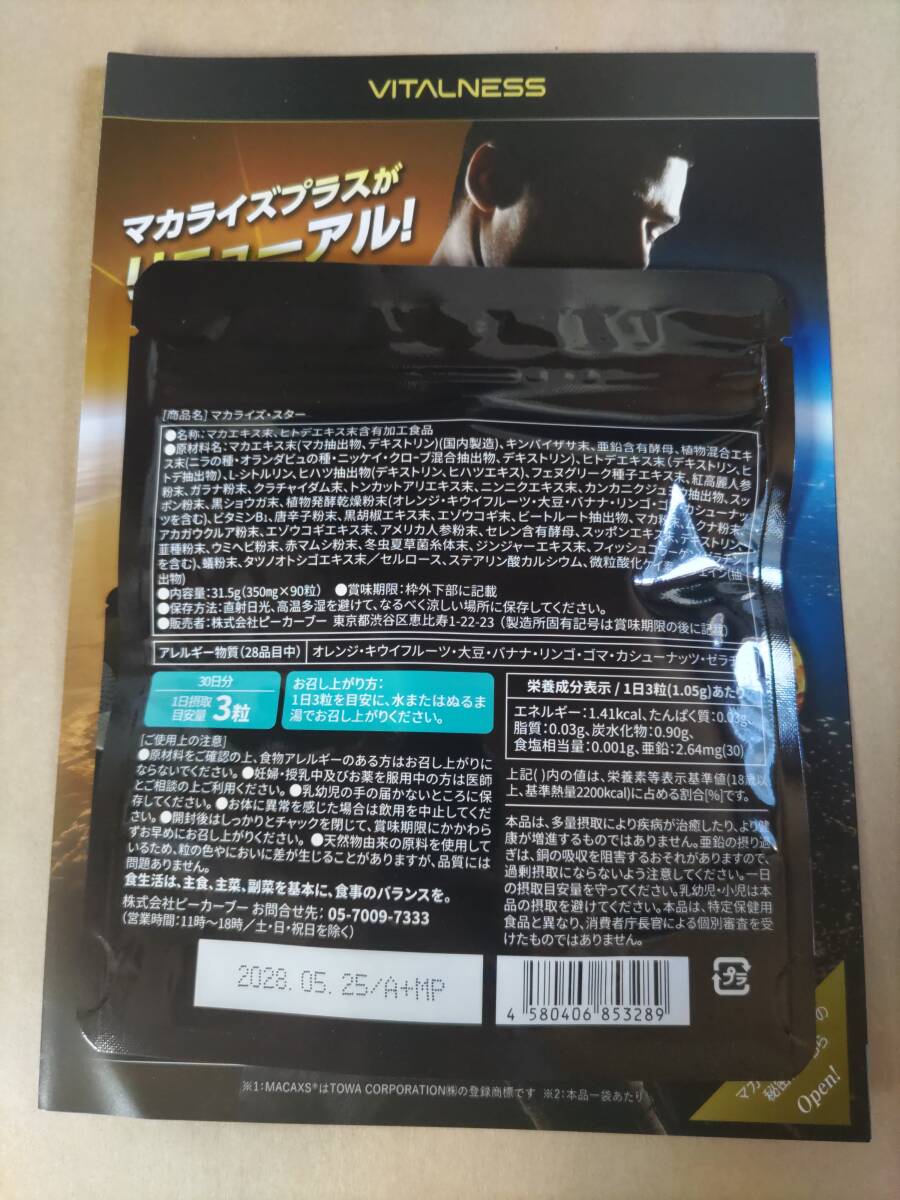 VITALNESS
マカライズプラスが
リニューアル!
[商品名] マカライズ・スター
●名称:マカエキス末、ヒトデエキス末含有加工食品
●原材料名:マカエキス末(マカ抽出物、デキストリン)(国内製造)、キンバイザサ末、亜鉛含有酵母、植物混合エキ
ス末(ニラの種・オランダビュの種・ニッケイ・クローブ混合抽出物、デキストリン)、ヒトデエキス末(デキストリン、ヒ
トデ抽出物)、L-シトルリン、ヒハツ抽出物(デキストリン、ヒハツエキス)、フェヌグリーク種子エキス末、紅高麗人参
粉末、ガラナ粉末、クラチャイダム末、トンカットアリエキス末、ニンニクエキス末、カンカニクジュヨウ抽出物、スッ
ポン粉末、黒ショウガ末、植物発酵乾燥粉末(オレンジ・キウイフルーツ・大豆・バナナ・リンゴ・ゴマ・カシューナッ
ツを含む)、ビタミンB₁、唐辛子粉末、黒胡椒エキス末、エゾウコギ末、ビートルート抽出物、マカ粉末、ムクナ粉末、
アカガウクルア粉末、エゾウコギエキス末、アメリカ人参粉末、セレン含有酵母、スッポンエキス末、デキストリン、
韮種粉末、ウミヘビ粉末、赤マムシ粉末、冬虫夏草菌糸体末、ジンジャーエキス末、フィッシュコラーゲン(ゼラチン
を含む)、蟻粉末、タツノオトシゴエキス末/セルロース、ステアリン酸カルシウム、微粒酸化ケイ素、カフェイン(抽
出物)
●内容量:31.5g(350mg×90粒) ●賞味期限:枠外下部に記載
●保存方法:直射日光、高温多湿を避けて、なるべく涼しい場所に保存してください。
●販売者:株式会社ピーカーブー 東京都渋谷区恵比寿1-22-23 (製造所固有記号は賞味期限の後に記載)
アレルギー物質(28品目中) オレンジ・キウイフルーツ・大豆・バナナ・リンゴ・ゴマ・カシューナッツ・ゼラチ
30日分
1日摂取
目安量 3粒
お召し上がり方:
1日3粒を目安に、水またはぬるま
湯でお召し上がりください。
[ご使用上の注意]
●原材料をご確認の上、食物アレルギーのある方はお召し上がりに
ならないでください。●妊婦・授乳中及びお薬を服用中の方は医師
とご相談の上ご利用ください。●乳幼児の手の届かないところに保
存してください。●お体に異常を感じた場合は飲用を中止してくださ
い。●開封後はしっかりとチャックを閉じて、賞味期限にかかわら
ずお早めにお召し上がりください。●天然物由来の原料を使用して
いるため、粒の色やにおいに差が生じることがありますが、品質には
問題ありません。
食生活は、主食、主菜、副菜を基本に、食事のバランスを。
株式会社ピーカーブー お問合せ先: 05-7009-7333
(営業時間:11時〜18時/土・日・祝日を除く)
栄養成分表示 / 1日3粒(1.05g)あたり
エネルギー:1.41kcal、たんぱく質:0.03g、
脂質:0.03g、炭水化物:0.90g、
食塩相当量:0.001g、亜鉛:2.64mg(30)
上記( )内の値は、栄養素等表示基準値(18歳以
上、基準熱量2200kcal)に占める割合[%]です。
本品は、多量摂取により疾病が治癒したり、より健
康が増進するものではありません。亜鉛の摂り過
ぎは、銅の吸収を阻害するおそれがありますので、
過剰摂取にならないよう注意してください。一日
の摂取目安量を守ってください。乳幼児・小児は本
品の摂取を避けてください。本品は、特定保健用
食品と異なり、消費者庁長官による個別審査を受
けたものではありません。
2028.05.25/A+MP
4 580406 853289
プラ
※1:MACAXS®はTOWA CORPORATION㈱の登録商標です ※2:本品一袋あたり
マカ
の
秘密
ちら
Open!